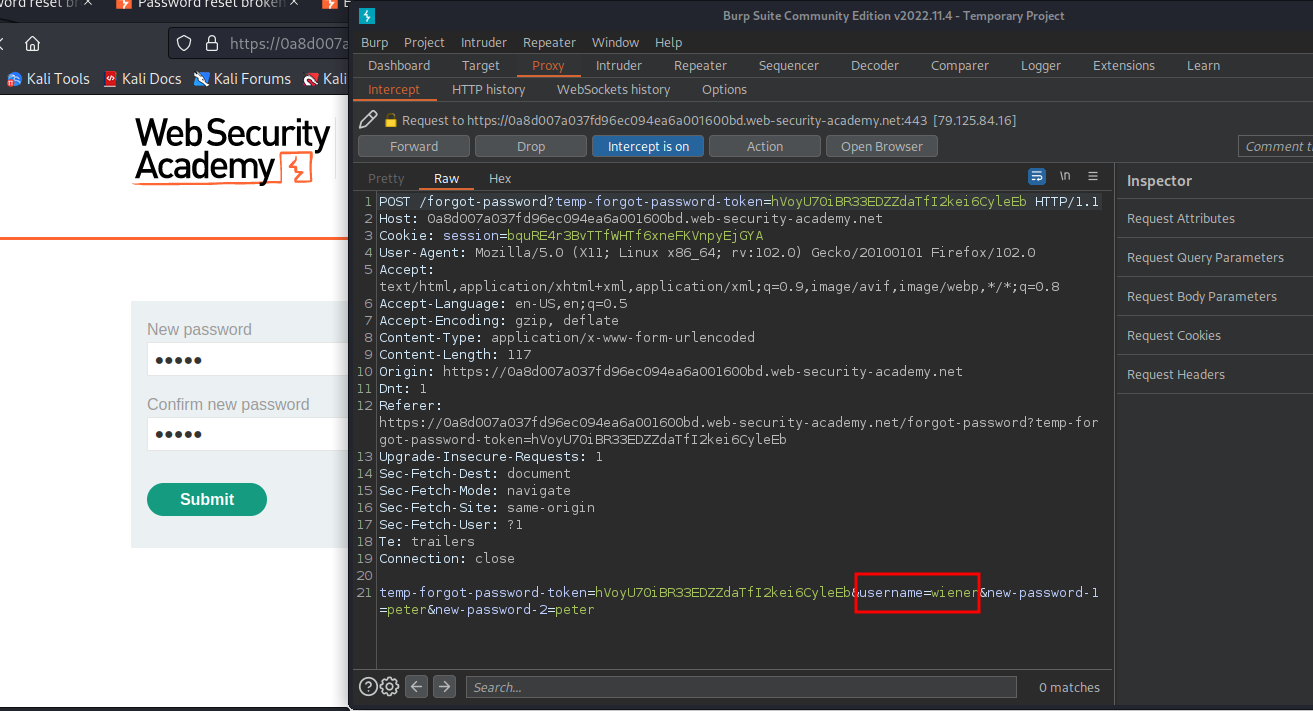 word reset br
Password reset broken
https://0a8d007a
Kali Tools
Kali Docs
Kali Forums
Kali
Web Security
Academy
New password
●●●●●
Confirm new password
●●●●●
Submit
Burp Suite Community Edition v2022.11.4 - Temporary Project
Burp Project Intruder Repeater Window Help
Dashboard Target Proxy Intruder Repeater Sequencer Decoder Comparer Logger Extensions Learn
Intercept HTTP history WebSockets history Options
Request to https://0a8d007a037fd96ec094ea6a001600bd.web-security-academy.net:443 [79.125.84.16]
Forward Drop Intercept is on Action Open Browser Comment t
Pretty Raw Hex \n
1 POST /forgot-password?temp-forgot-password-token=hVoyU70iBR33EDZZdaTfI2kei6CyleEb HTTP/1.1
2 Host: 0a8d007a037fd96ec094ea6a001600bd.web-security-academy.net
3 Cookie: session=bquRE4r3BvTTfWHTf6xneFKVnpyEjGYA
4 User-Agent: Mozilla/5.0 (X11; Linux x86_64; rv:102.0) Gecko/20100101 Firefox/102.0
5 Accept:
text/html,application/xhtml+xml,application/xml;q=0.9,image/avif,image/webp,*/*;q=0.8
6 Accept-Language: en-US,en;q=0.5
7 Accept-Encoding: gzip, deflate
8 Content-Type: application/x-www-form-urlencoded
9 Content-Length: 117
10 Origin: https://0a8d007a037fd96ec094ea6a001600bd.web-security-academy.net
11 Dnt: 1
12 Referer:
https://0a8d007a037fd96ec094ea6a001600bd.web-security-academy.net/forgot-password?temp-for
got-password-token=hVoyU70iBR33EDZZdaTfI2kei6CyleEb
13 Upgrade-Insecure-Requests: 1
14 Sec-Fetch-Dest: document
15 Sec-Fetch-Mode: navigate
16 Sec-Fetch-Site: same-origin
17 Sec-Fetch-User: ?1
18 Te: trailers
19 Connection: close
20
21 temp-forgot-password-token=hVoyU70iBR33EDZZdaTfI2kei6CyleEb&username=wiener&new-password-1
=peter&new-password-2=peter
Search...
0 matches
Inspector
Request Attributes
Request Query Parameters
Request Body Parameters
Request Cookies
Request Headers